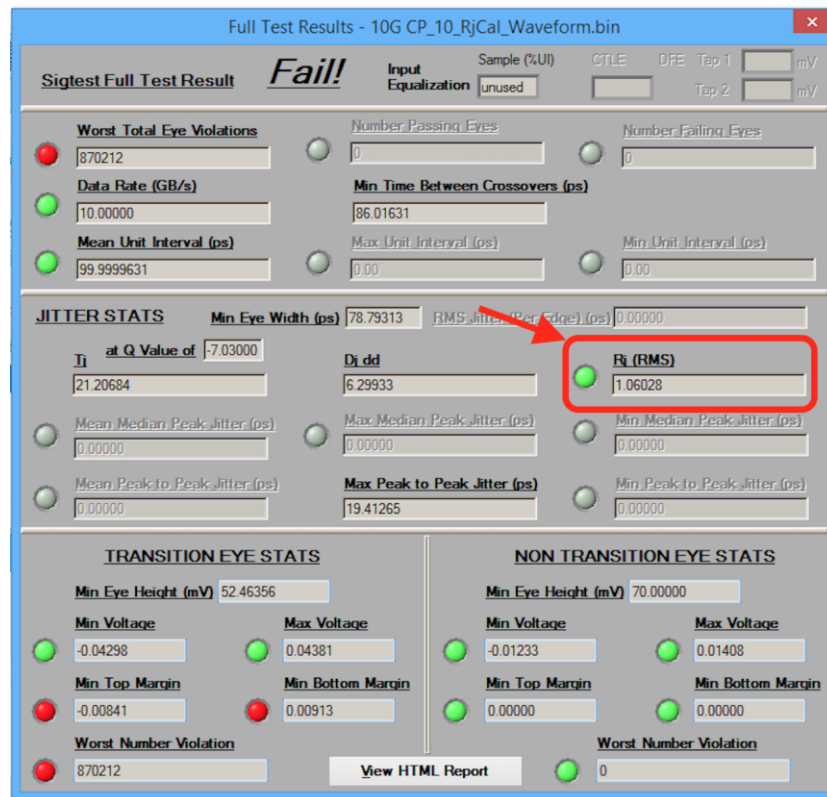 Full Test Results - 10G CP_10_RjCal_Waveform.bin
Sigtest Full Test Result Fail! Input Equalization Sample (%UI) unused CTLE DFE Tap 1 mV
Tap 2 mV
Worst Total Eye Violations Number Passing Eyes Number Failing Eyes
870212 0 0
Data Rate (GB/s) Min Time Between Crossovers (ps)
10.00000 86.01631
Mean Unit Interval (ps) Max Unit Interval (ps) Min Unit Interval (ps)
99.9999631 0.00 0.00
JITTER STATS Min Eye Width (ps) 78.79313 RMS Jitter (Per Edge) (ps) 0.00000
Tj at Q Value of -7.03000 Dj dd Rj (RMS)
21.20684 6.29933 1.06028
Mean Median Peak Jitter (ps) Max Median Peak Jitter (ps) Min Median Peak Jitter (ps)
0.00000 0.00000 0.00000
Mean Peak to Peak Jitter (ps) Max Peak to Peak Jitter (ps) Min Peak to Peak Jitter (ps)
0.00000 19.41265 0.00000
TRANSITION EYE STATS NON TRANSITION EYE STATS
Min Eye Height (mV) 52.46356 Min Eye Height (mV) 70.00000
Min Voltage Max Voltage Min Voltage Max Voltage
-0.04298 0.04381 -0.01233 0.01408
Min Top Margin Min Bottom Margin Min Top Margin Min Bottom Margin
-0.00841 0.00913 0.00000 0.00000
Worst Number Violation Worst Number Violation
870212 View HTML Report 0